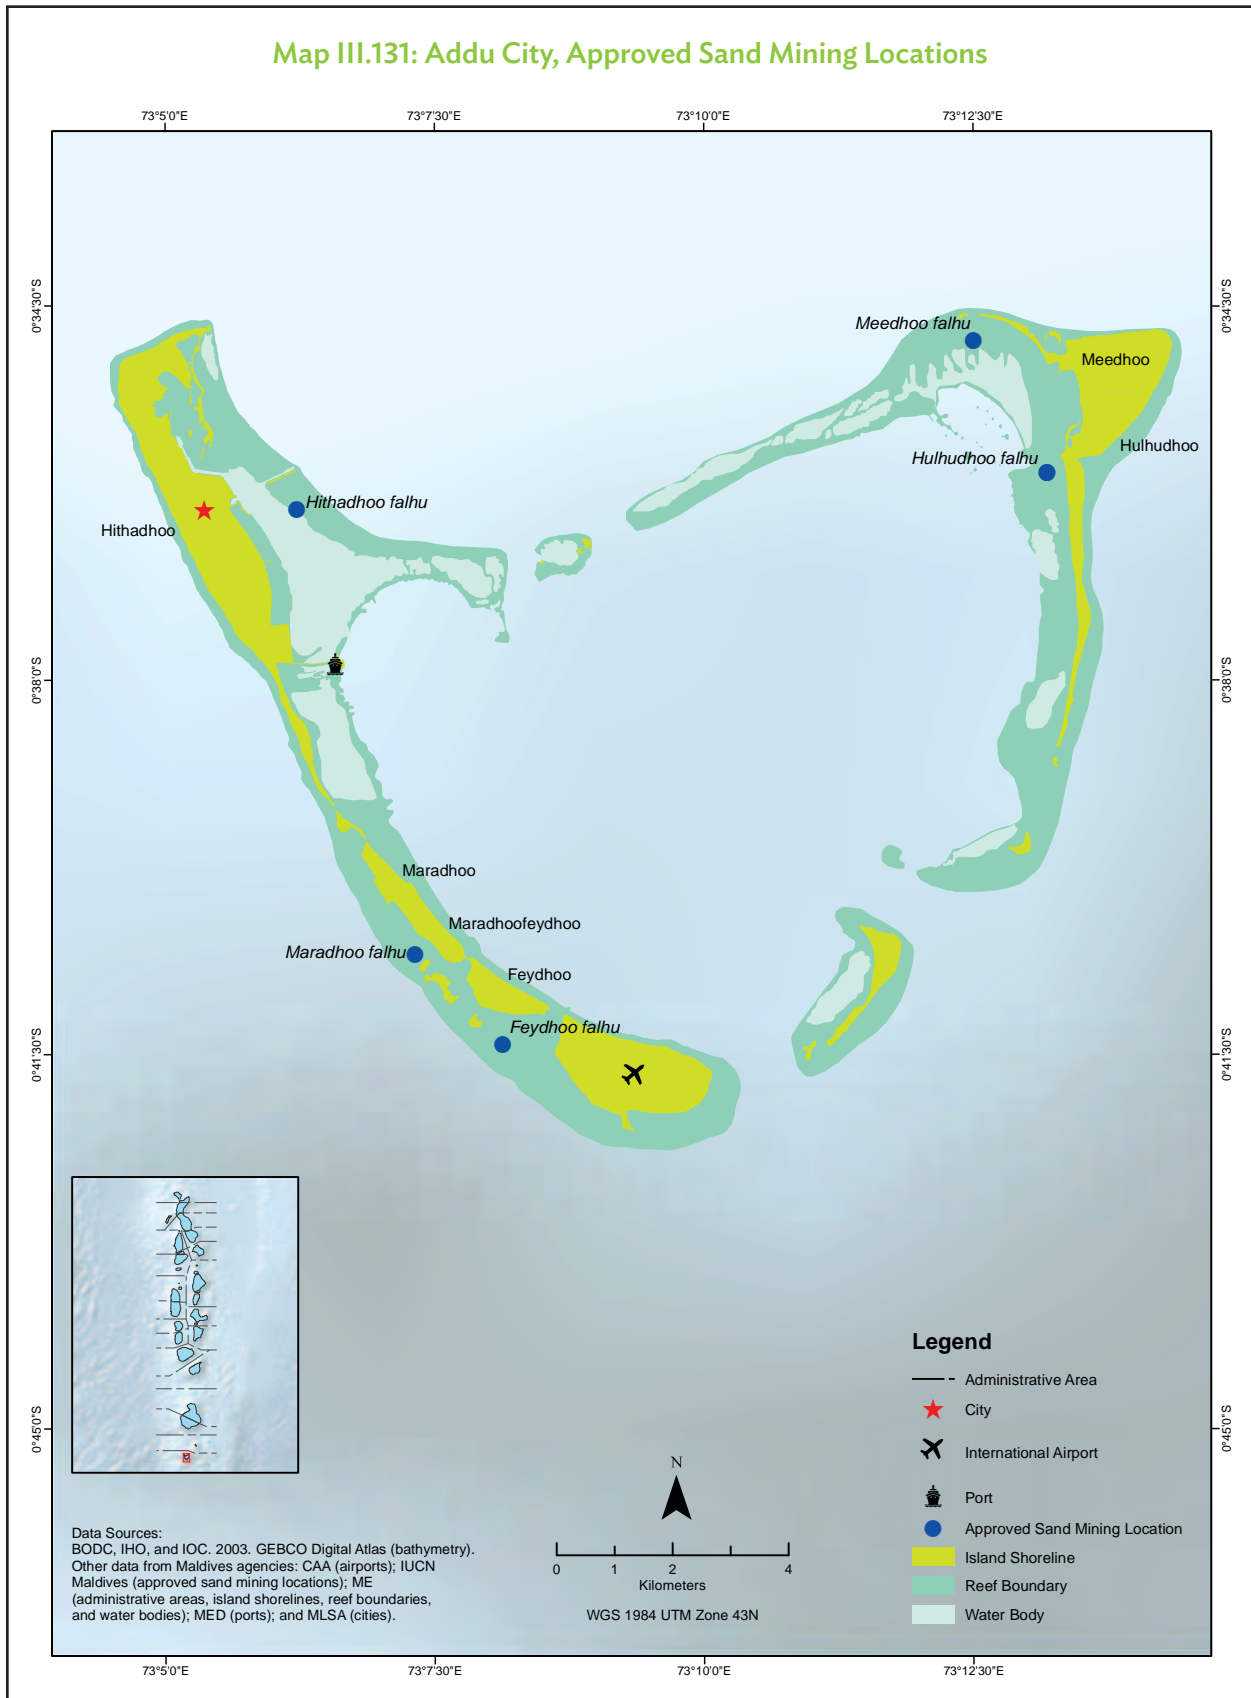 Map III.131: Addu City, Approved Sand Mining Locations
73°5'0"E
73°7'30"E
73°10'0"E
73°12'30"E
0°34'30"S
0°34'30"S
Meedhoo falhu
Meedhoo
Hulhudhoo
Hulhudhoo falhu
Hithadhoo falhu
Hithadhoo
0°38'0"S
0°38'0"S
Maradhoo
Maradhoofeydhoo
Maradhoo falhu
Feydhoo
Feydhoo falhu
0°41'30"S
0°41'30"S
0°45'0"S
0°45'0"S
Legend
Administrative Area
City
International Airport
Port
Approved Sand Mining Location
Island Shoreline
Reef Boundary
Water Body
N
0 1 2 4
Kilometers
WGS 1984 UTM Zone 43N
Data Sources:
BODC, IHO, and IOC. 2003. GEBCO Digital Atlas (bathymetry).
Other data from Maldives agencies: CAA (airports); IUCN
Maldives (approved sand mining locations); ME
(administrative areas, island shorelines, reef boundaries,
and water bodies); MED (ports); and MLSA (cities).
73°5'0"E
73°7'30"E
73°10'0"E
73°12'30"E